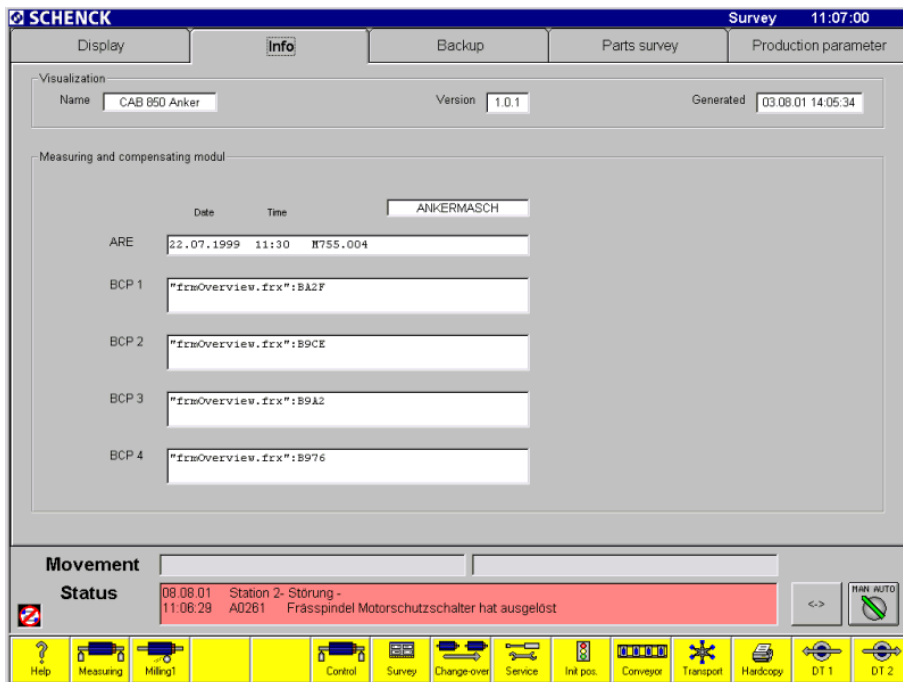 SCHENCK Survey 11:07:00
Display Info Backup Parts survey Production parameter
Visualization
Name CAB 850 Anker Version 1.0.1 Generated 03.08.01 14:05:34
Measuring and compensating modul
Date Time ANKERMASCH
ARE 22.07.1999 11:30 M755.004
BCP 1 "frmOverview.frx":BA2F
BCP 2 "frmOverview.frx":B9CE
BCP 3 "frmOverview.frx":B9A2
BCP 4 "frmOverview.frx":B976
Movement
Status 08.08.01 Station 2- Störung -
11:06:29 A0261 Frässpindel Motorschutzschalter hat ausgelöst
<-> MAN AUTO
Help Measuring Milling1 Control Survey Change-over Service Init pos. Conveyor Transport Hardcopy DT 1 DT 2